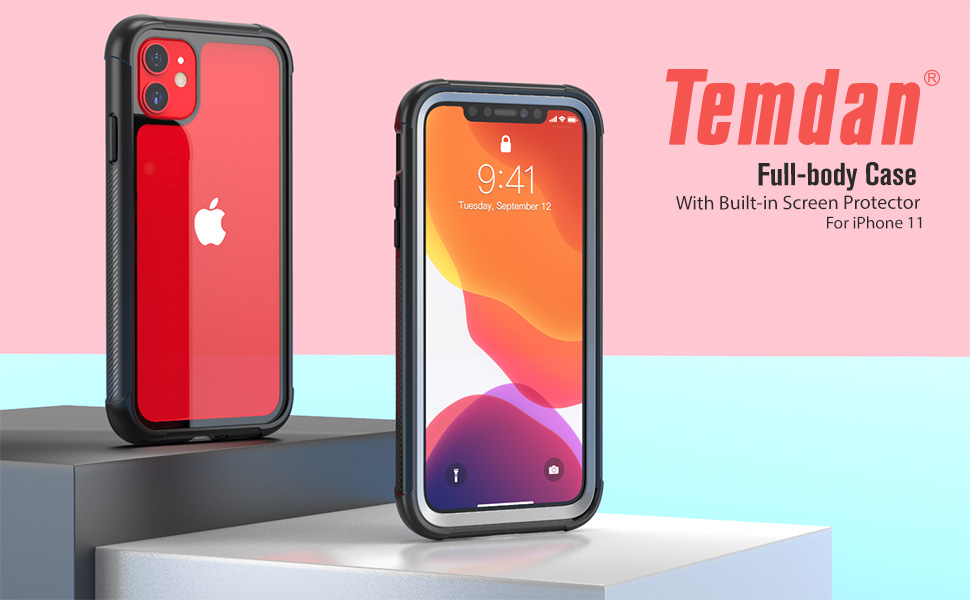 Temdan®
Full-body Case
With Built-in Screen Protector
For iPhone 11
9:41
Tuesday, September 12